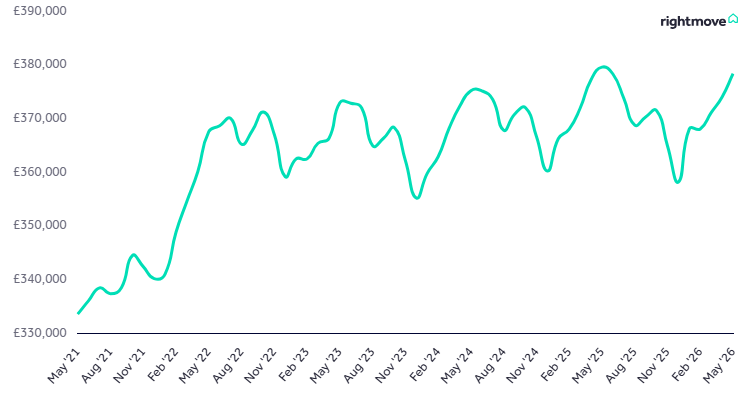 £390,000
rightmove
£380,000
£370,000
£360,000
£350,000
£340,000
£330,000
May '21
Aug '21
Nov '21
Feb '22
May '22
Aug '22
Nov '22
Feb '23
May '23
Aug '23
Nov '23
Feb '24
May '24
Aug '24
Nov '24
Feb '25
May '25
Aug '25
Nov '25
Feb '26
May '26